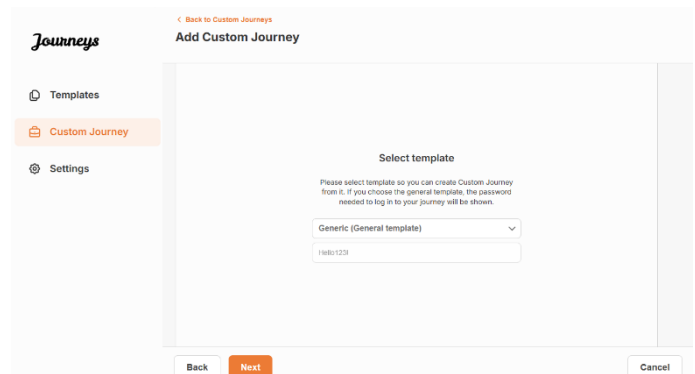 < Back to Custom Journeys
Journeys
Add Custom Journey
Templates
Custom Journey
Settings
Select template
Please select template so you can create Custom Journey
from it. If you choose the general template, the password
needed to log in to your journey will be shown.
Generic (General template)
Hello123!
Back
Next
Cancel